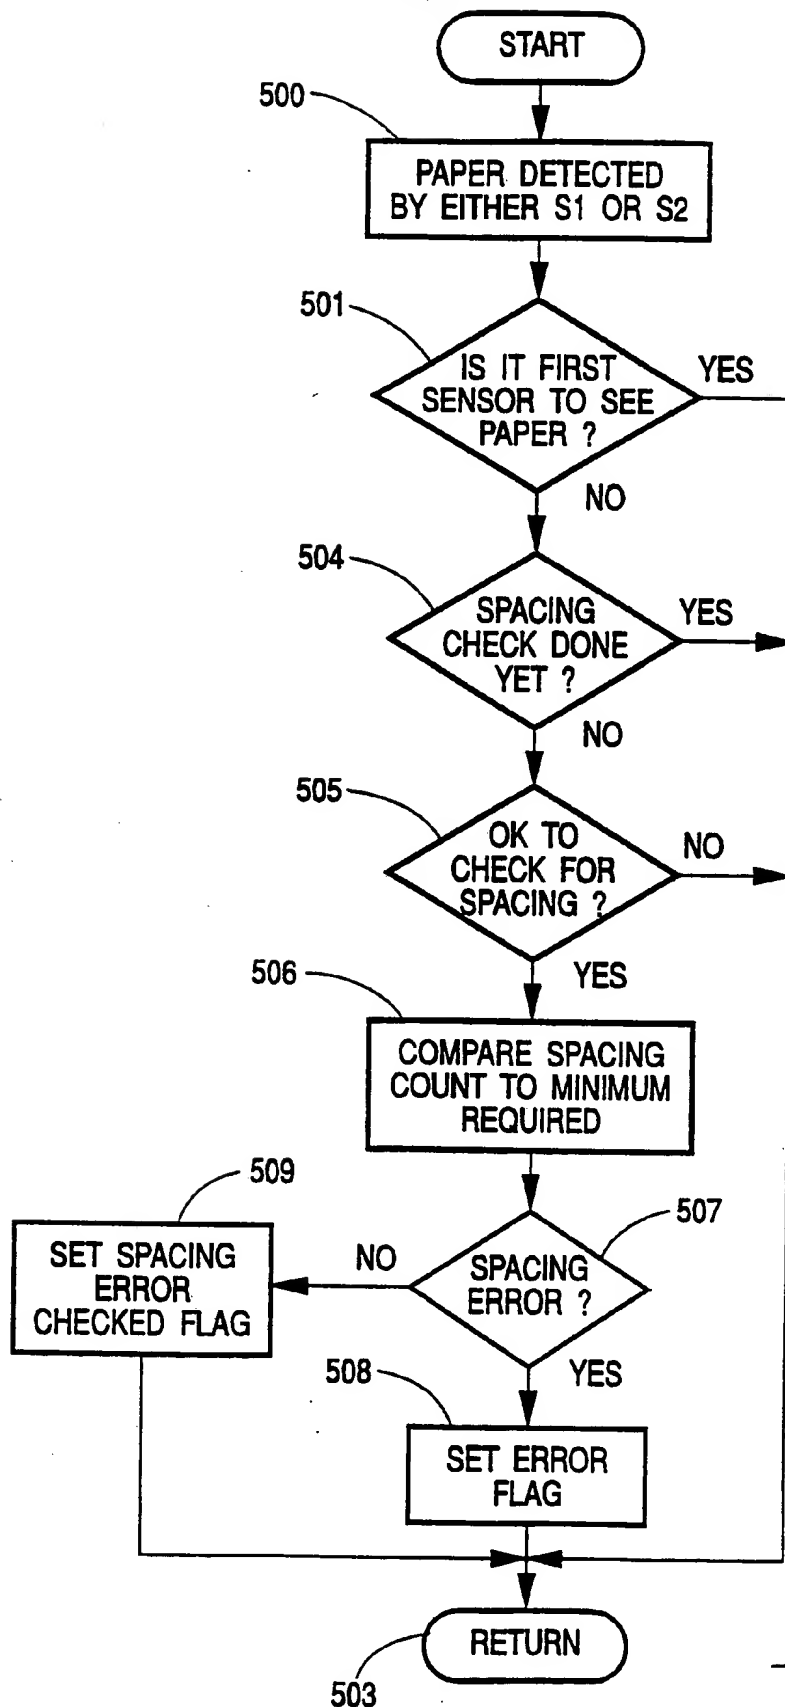 START
500
PAPER DETECTED
BY EITHER S1 OR S2
501
IS IT FIRST
SENSOR TO SEE
PAPER ?
YES
NO
504
SPACING
CHECK DONE
YET ?
YES
NO
505
OK TO
CHECK FOR
SPACING ?
NO
YES
506
COMPARE SPACING
COUNT TO MINIMUM
REQUIRED
509
507
SET SPACING
ERROR
CHECKED FLAG
NO
SPACING
ERROR ?
YES
508
SET ERROR
FLAG
RETURN
503